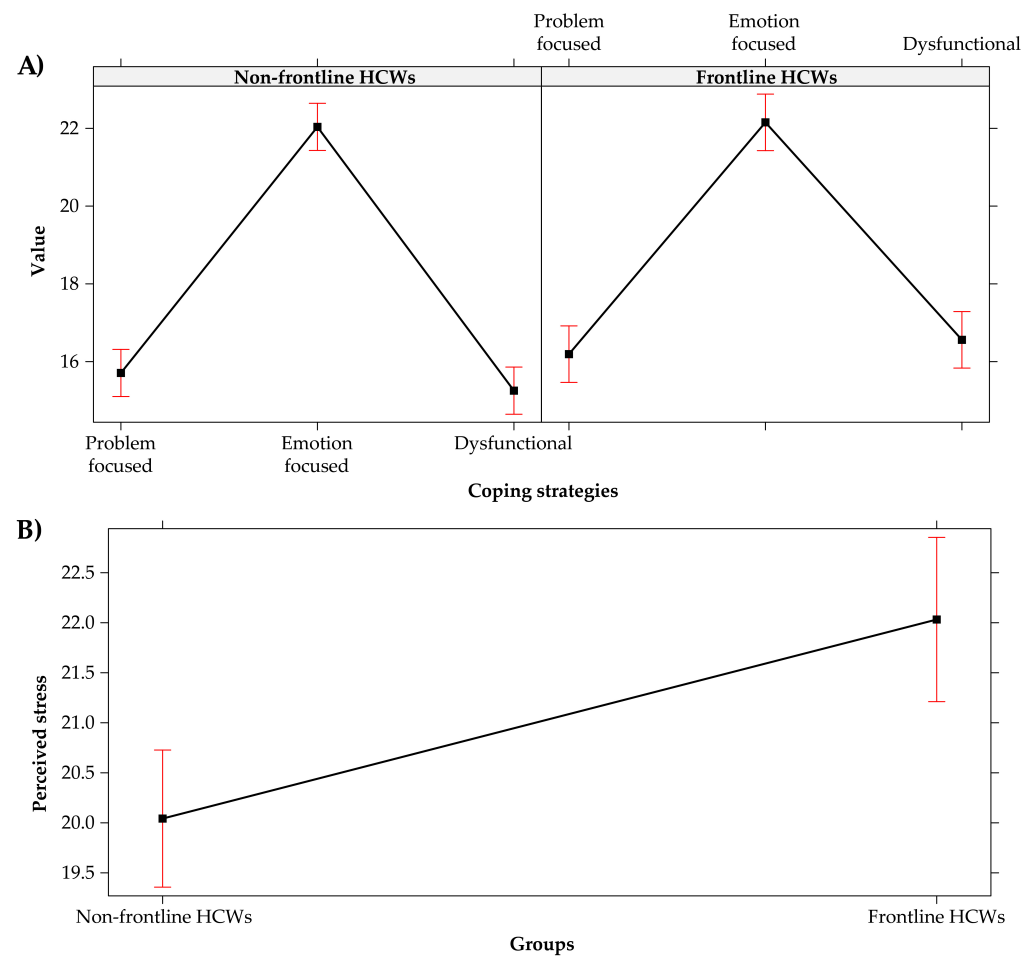 Problem
focused
Emotion
focused
Dysfunctional
A)
Non-frontline HCWs
Frontline HCWs
22
20
18
16
Value
Problem
focused
Emotion
focused
Dysfunctional
Coping strategies
B)
22.5
22.0
21.5
21.0
20.5
20.0
19.5
Perceived stress
Non-frontline HCWs
Frontline HCWs
Groups